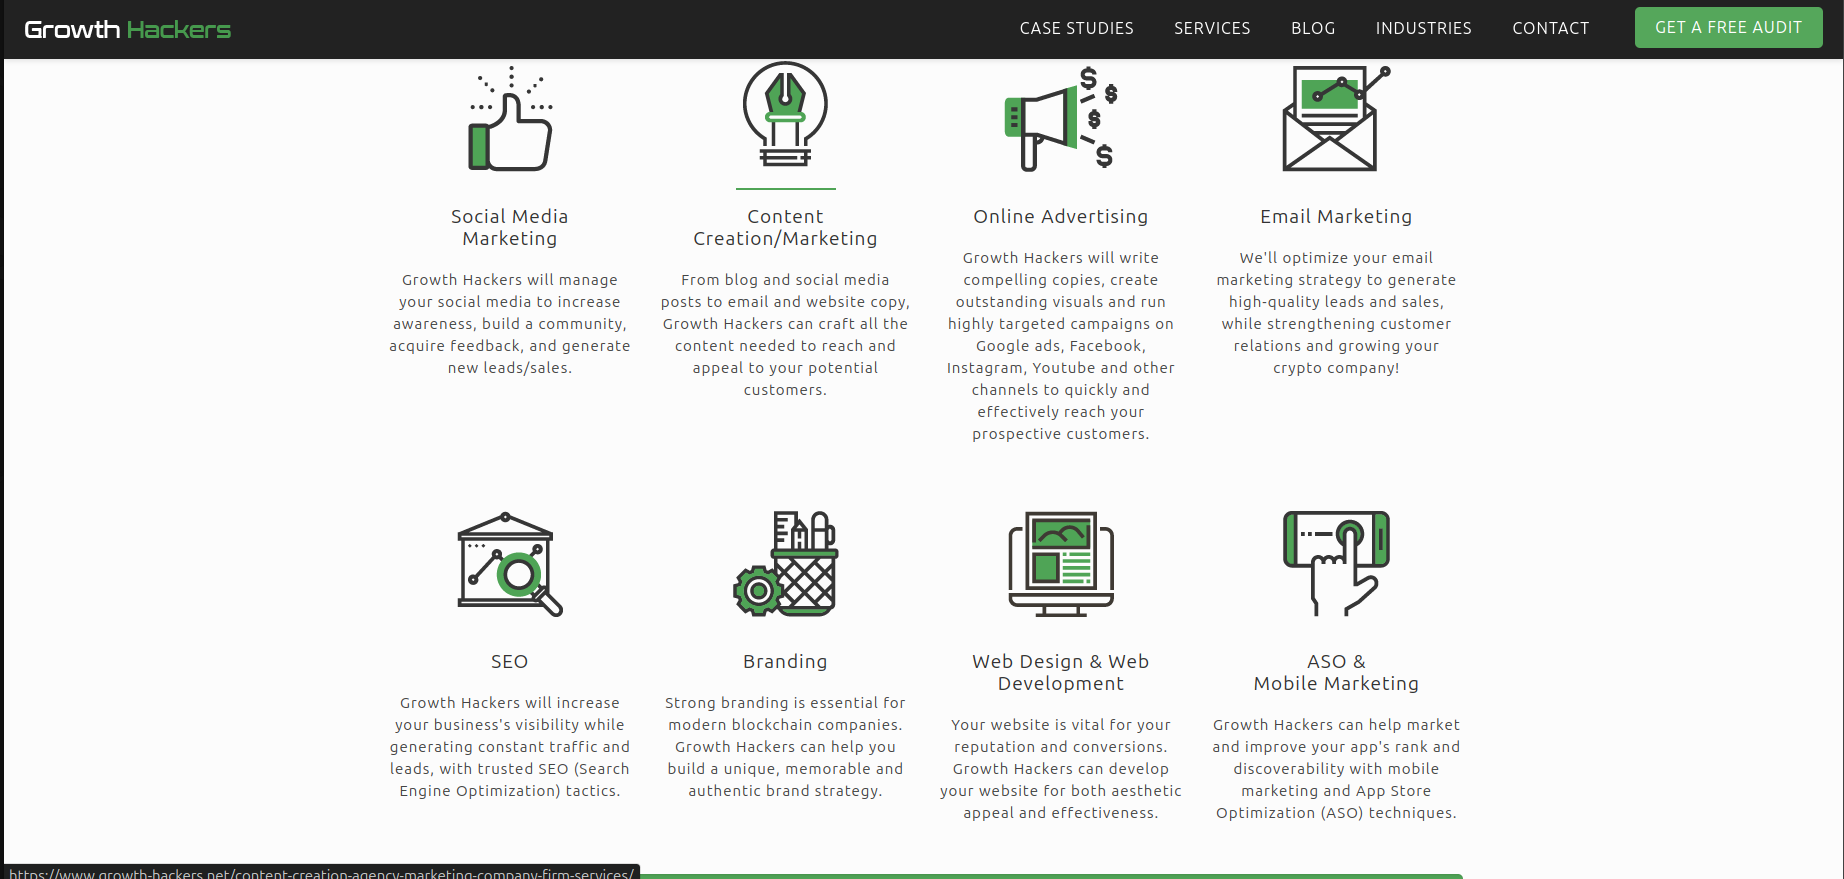 Growth Hackers
CASE STUDIES
SERVICES
BLOG
INDUSTRIES
CONTACT
GET A FREE AUDIT
$
$
$
$
Social Media
Marketing
Growth Hackers will manage
your social media to increase
awareness, build a community,
acquire feedback, and generate
new leads/sales.
Content
Creation/Marketing
From blog and social media
posts to email and website copy,
Growth Hackers can craft all the
content needed to reach and
appeal to your potential
customers.
Online Advertising
Growth Hackers will write
compelling copies, create
outstanding visuals and run
highly targeted campaigns on
Google ads, Facebook,
Instagram, Youtube and other
channels to quickly and
effectively reach your
prospective customers.
Email Marketing
We'll optimize your email
marketing strategy to generate
high-quality leads and sales,
while strengthening customer
relations and growing your
crypto company!
SEO
Growth Hackers will increase
your business's visibility while
generating constant traffic and
leads, with trusted SEO (Search
Engine Optimization) tactics.
Branding
Strong branding is essential for
modern blockchain companies.
Growth Hackers can help you
build a unique, memorable and
authentic brand strategy.
Web Design & Web
Development
Your website is vital for your
reputation and conversions.
Growth Hackers can develop
your website for both aesthetic
appeal and effectiveness.
ASO &
Mobile Marketing
Growth Hackers can help market
and improve your app's rank and
discoverability with mobile
marketing and App Store
Optimization (ASO) techniques.
https://www.growth-hackers.net/content-creation-agency-marketing-company-firm-services/